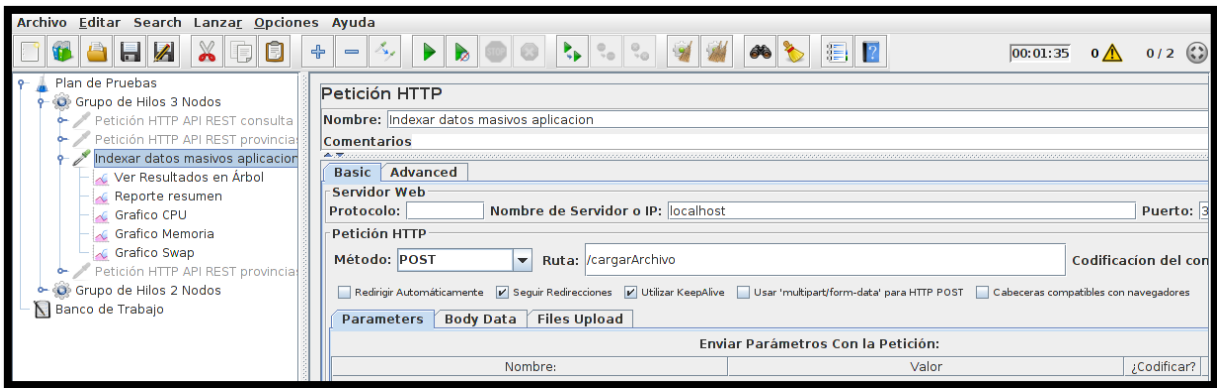 Archivo Editar Search Lanzar Opciones Ayuda
STOP
00:01:35 0 0 / 2
Plan de Pruebas
Grupo de Hilos 3 Nodos
Petición HTTP API REST consulta
Petición HTTP API REST provincia
Indexar datos masivos aplicacion
Ver Resultados en Árbol
Reporte resumen
Grafico CPU
Grafico Memoria
Grafico Swap
Petición HTTP API REST provincia
Grupo de Hilos 2 Nodos
Banco de Trabajo
Petición HTTP
Nombre: Indexar datos masivos aplicacion
Comentarios
Basic Advanced
Servidor Web
Protocolo: Nombre de Servidor o IP: localhost Puerto: 3
Petición HTTP
Método: POST Ruta: /cargarArchivo Codificacíon del con
Redirigir Automáticamente Seguir Redirecciones Utilizar KeepAlive Usar 'multipart/form-data' para HTTP POST Cabeceras compatibles con navegadores
Parameters Body Data Files Upload
Enviar Parámetros Con la Petición:
Nombre: Valor ¿Codificar?